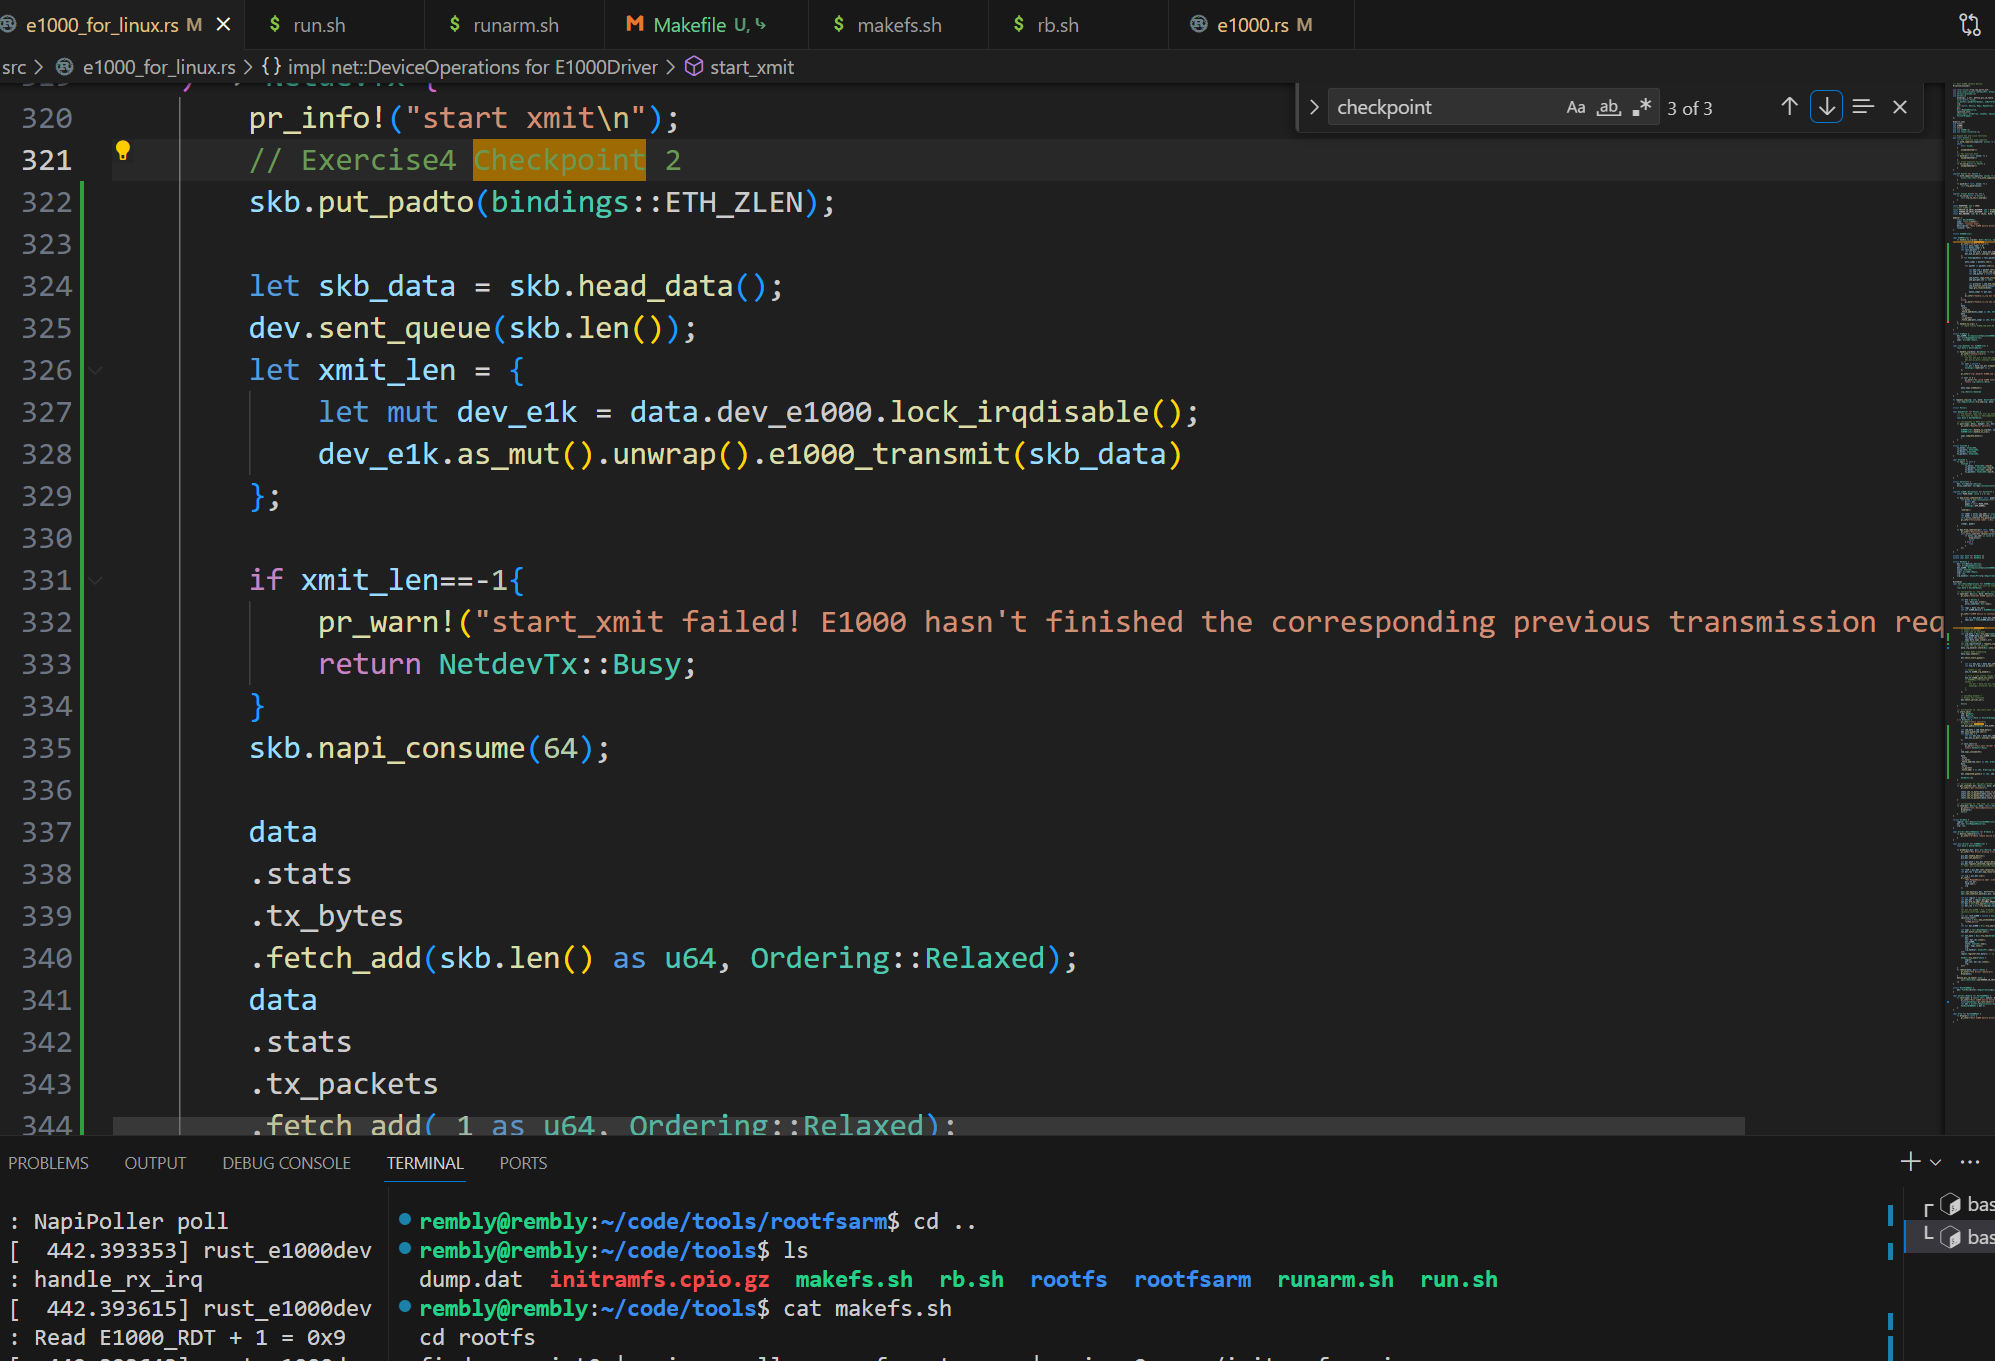 e1000_for_linux.rs M
$ run.sh
$ runarm.sh
M Makefile U,
$ makefs.sh
$ rb.sh
e1000.rs M
src > e1000_for_linux.rs > {} impl net::DeviceOperations for E1000Driver > start_xmit
checkpoint Aa ab .* 3 of 3
320 pr_info!("start xmit\n");
321 // Exercise4 Checkpoint 2
322 skb.put_padto(bindings::ETH_ZLEN);
323
324 let skb_data = skb.head_data();
325 dev.sent_queue(skb.len());
326 let xmit_len = {
327 let mut dev_e1k = data.dev_e1000.lock_irqdisable();
328 dev_e1k.as_mut().unwrap().e1000_transmit(skb_data)
329 };
330
331 if xmit_len==-1{
332 pr_warn!("start_xmit failed! E1000 hasn't finished the corresponding previous transmission req
333 return NetdevTx::Busy;
334 }
335 skb.napi_consume(64);
336
337 data
338 .stats
339 .tx_bytes
340 .fetch_add(skb.len() as u64, Ordering::Relaxed);
341 data
342 .stats
343 .tx_packets
344 .fetch_add( 1 as u64, Ordering::Relaxed);
PROBLEMS OUTPUT DEBUG CONSOLE TERMINAL PORTS
: NapiPoller poll
[ 442.393353] rust_e1000dev
: handle_rx_irq
[ 442.393615] rust_e1000dev
: Read E1000_RDT + 1 = 0x9
rembly@rembly:~/code/tools/rootfsarm$ cd ..
rembly@rembly:~/code/tools$ ls
dump.dat initramfs.cpio.gz makefs.sh rb.sh rootfs rootfsarm runarm.sh run.sh
rembly@rembly:~/code/tools$ cat makefs.sh
cd rootfs
bas
bas